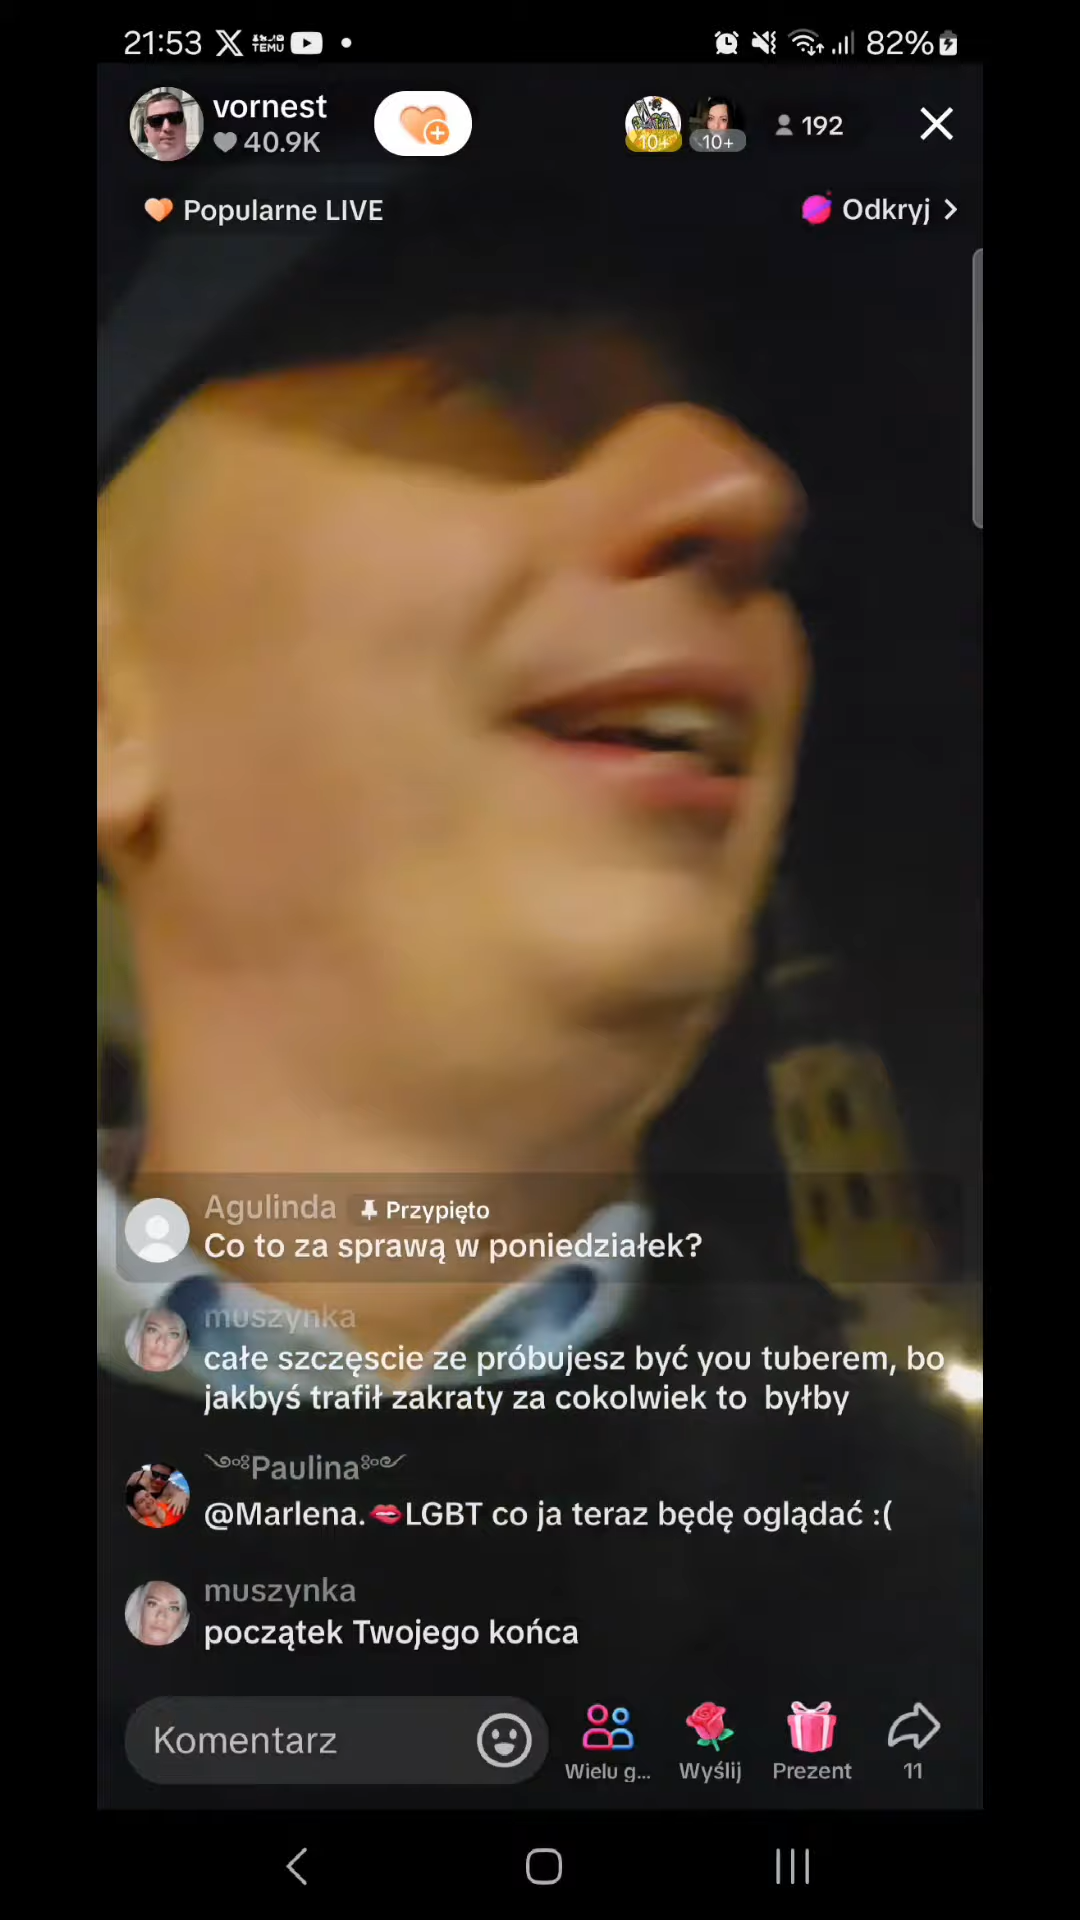 21:53 TEMU 82%
vornest
40.9K
10+ 10+ 192
Popularne LIVE Odkryj
Agulinda Przypięto
Co to za sprawą w poniedziałek?
muszynka
całe szczęscie ze próbujesz być you tuberem, bo
jakbyś trafił zakraty za cokolwiek to byłby
Paulina
@Marlena.👄LGBT co ja teraz będę oglądać :(
muszynka
początek Twojego końca
Komentarz
Wielu g... Wyślij Prezent 11